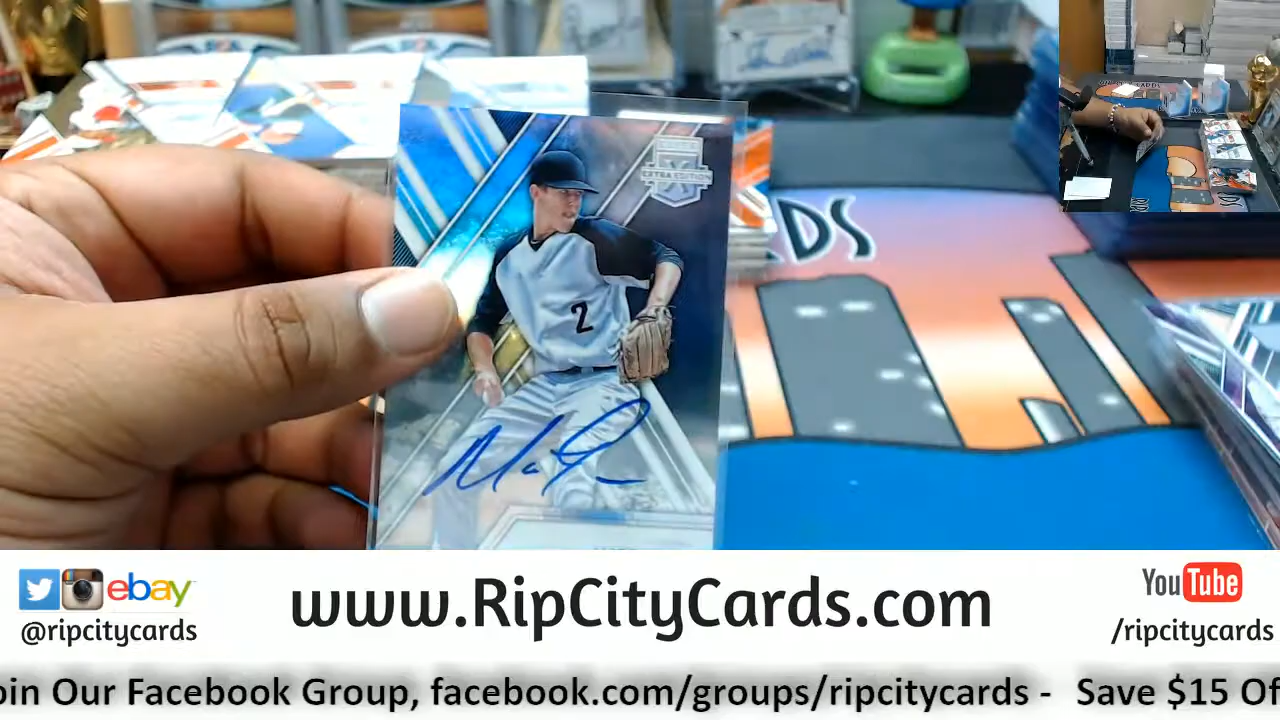 EXTRA EDITION
X
2
RDS
ebay
@ripcitycards
www.RipCityCards.com
YouTube
/ripcitycards
oin Our Facebook Group, facebook.com/groups/ripcitycards - Save $15 Of